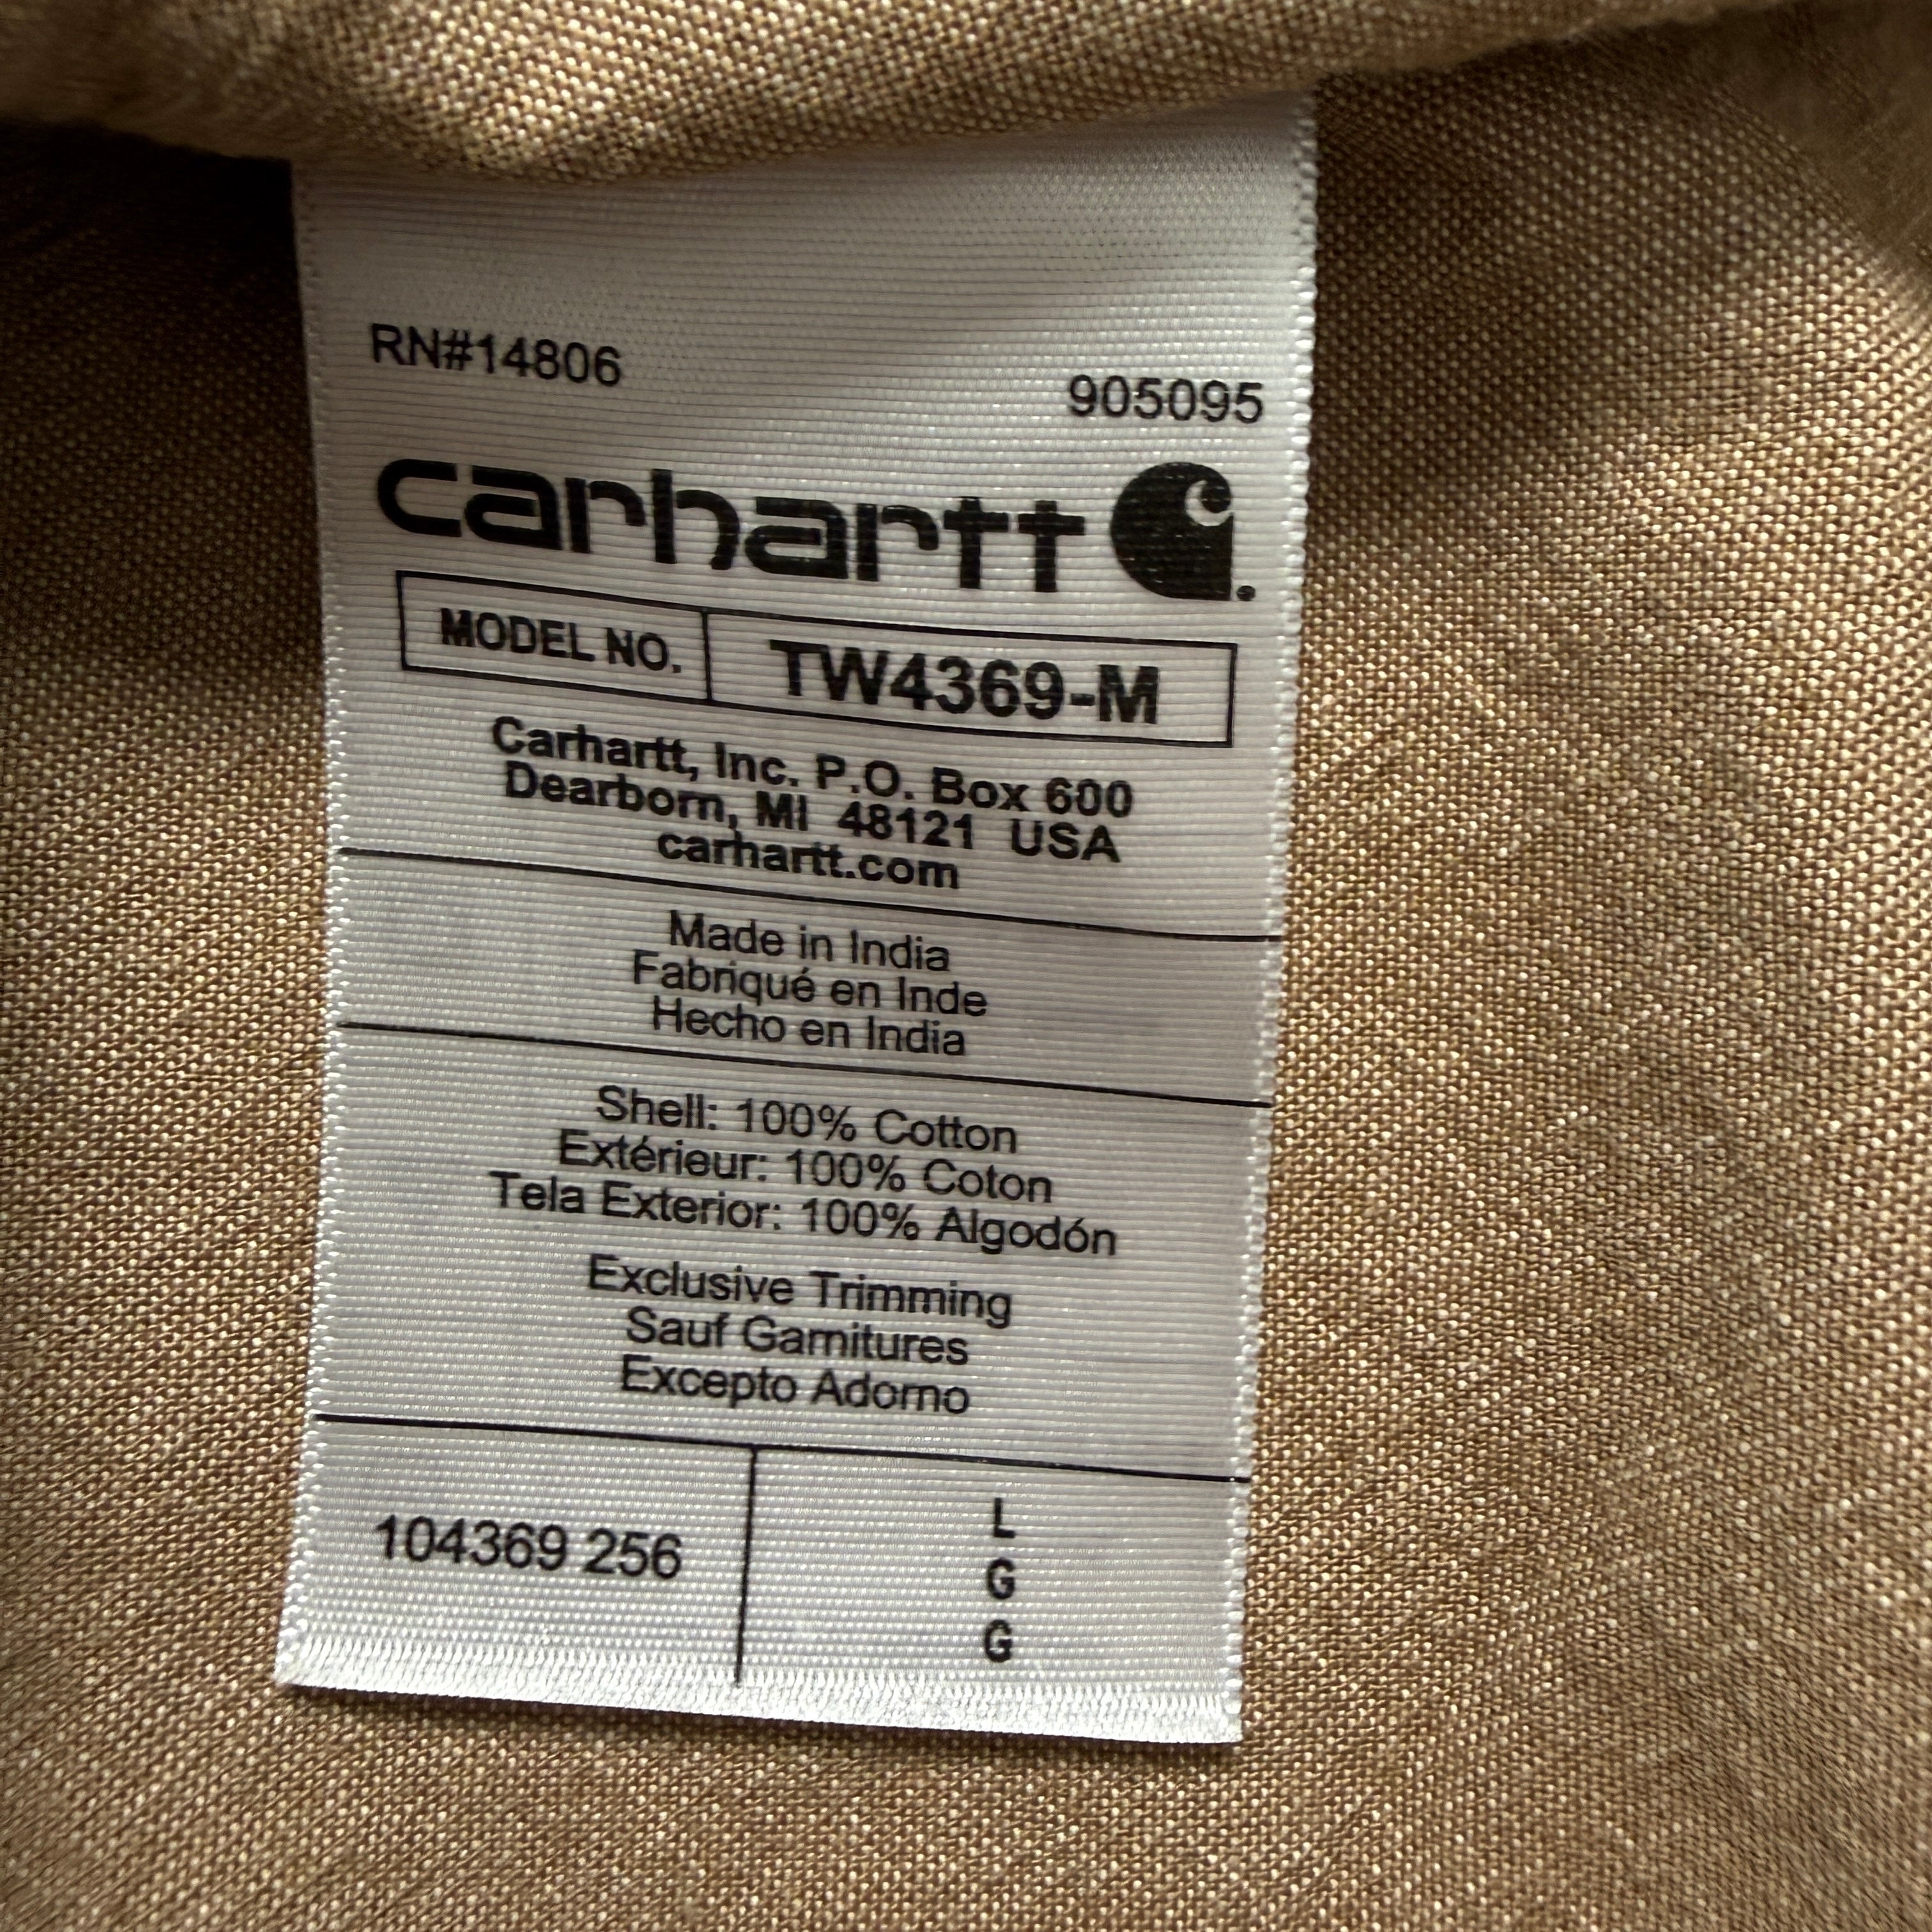 RN#14806
905095
carhartt
MODEL NO. TW4369-M
Carhartt, Inc. P.O. Box 600
Dearborn, MI 48121 USA
carhartt.com
Made in India
Fabriqué en Inde
Hecho en India
Shell: 100% Cotton
Extérieur: 100% Coton
Tela Exterior: 100% Algodón
Exclusive Trimming
Sauf Garnitures
Excepto Adorno
104369 256
L
G
G